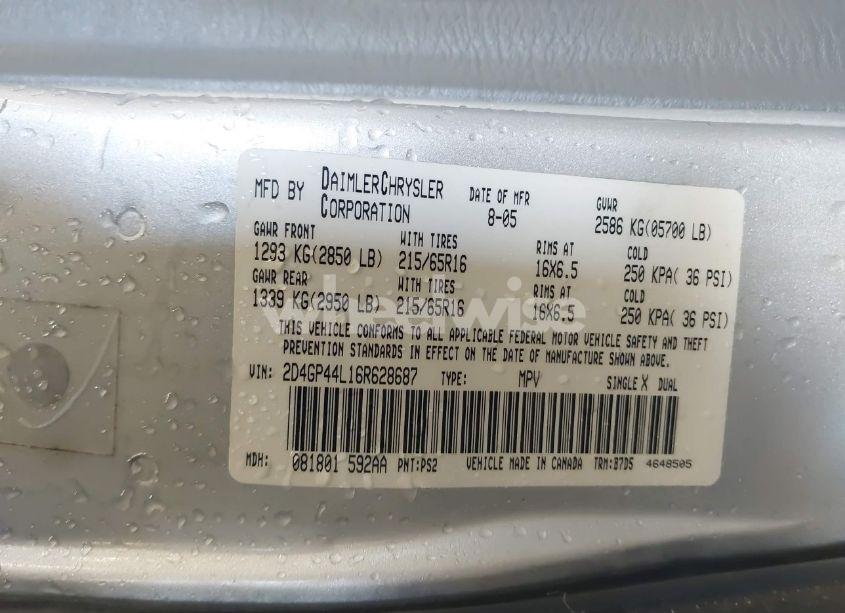 MFD BY DAIMLERCHRYSLER CORPORATION DATE OF MFR 8-05 GVWR 2586 KG(05700 LB)
GAWR FRONT WITH TIRES RIMS AT COLD
1293 KG(2850 LB) 215/65R16 16X6.5 250 KPA( 36 PSI)
GAWR REAR WITH TIRES RIMS AT COLD
1339 KG(2950 LB) 215/65R16 16X6.5 250 KPA( 36 PSI)
THIS VEHICLE CONFORMS TO ALL APPLICABLE FEDERAL MOTOR VEHICLE SAFETY AND THEFT
PREVENTION STANDARDS IN EFFECT ON THE DATE OF MANUFACTURE SHOWN ABOVE.
VIN: 2D4GP44L16R628687 TYPE: MPV SINGLE X DUAL
MDH: 081801 592AA PNT:PS2 VEHICLE MADE IN CANADA TRM:B7D5 4648505
wheelwise